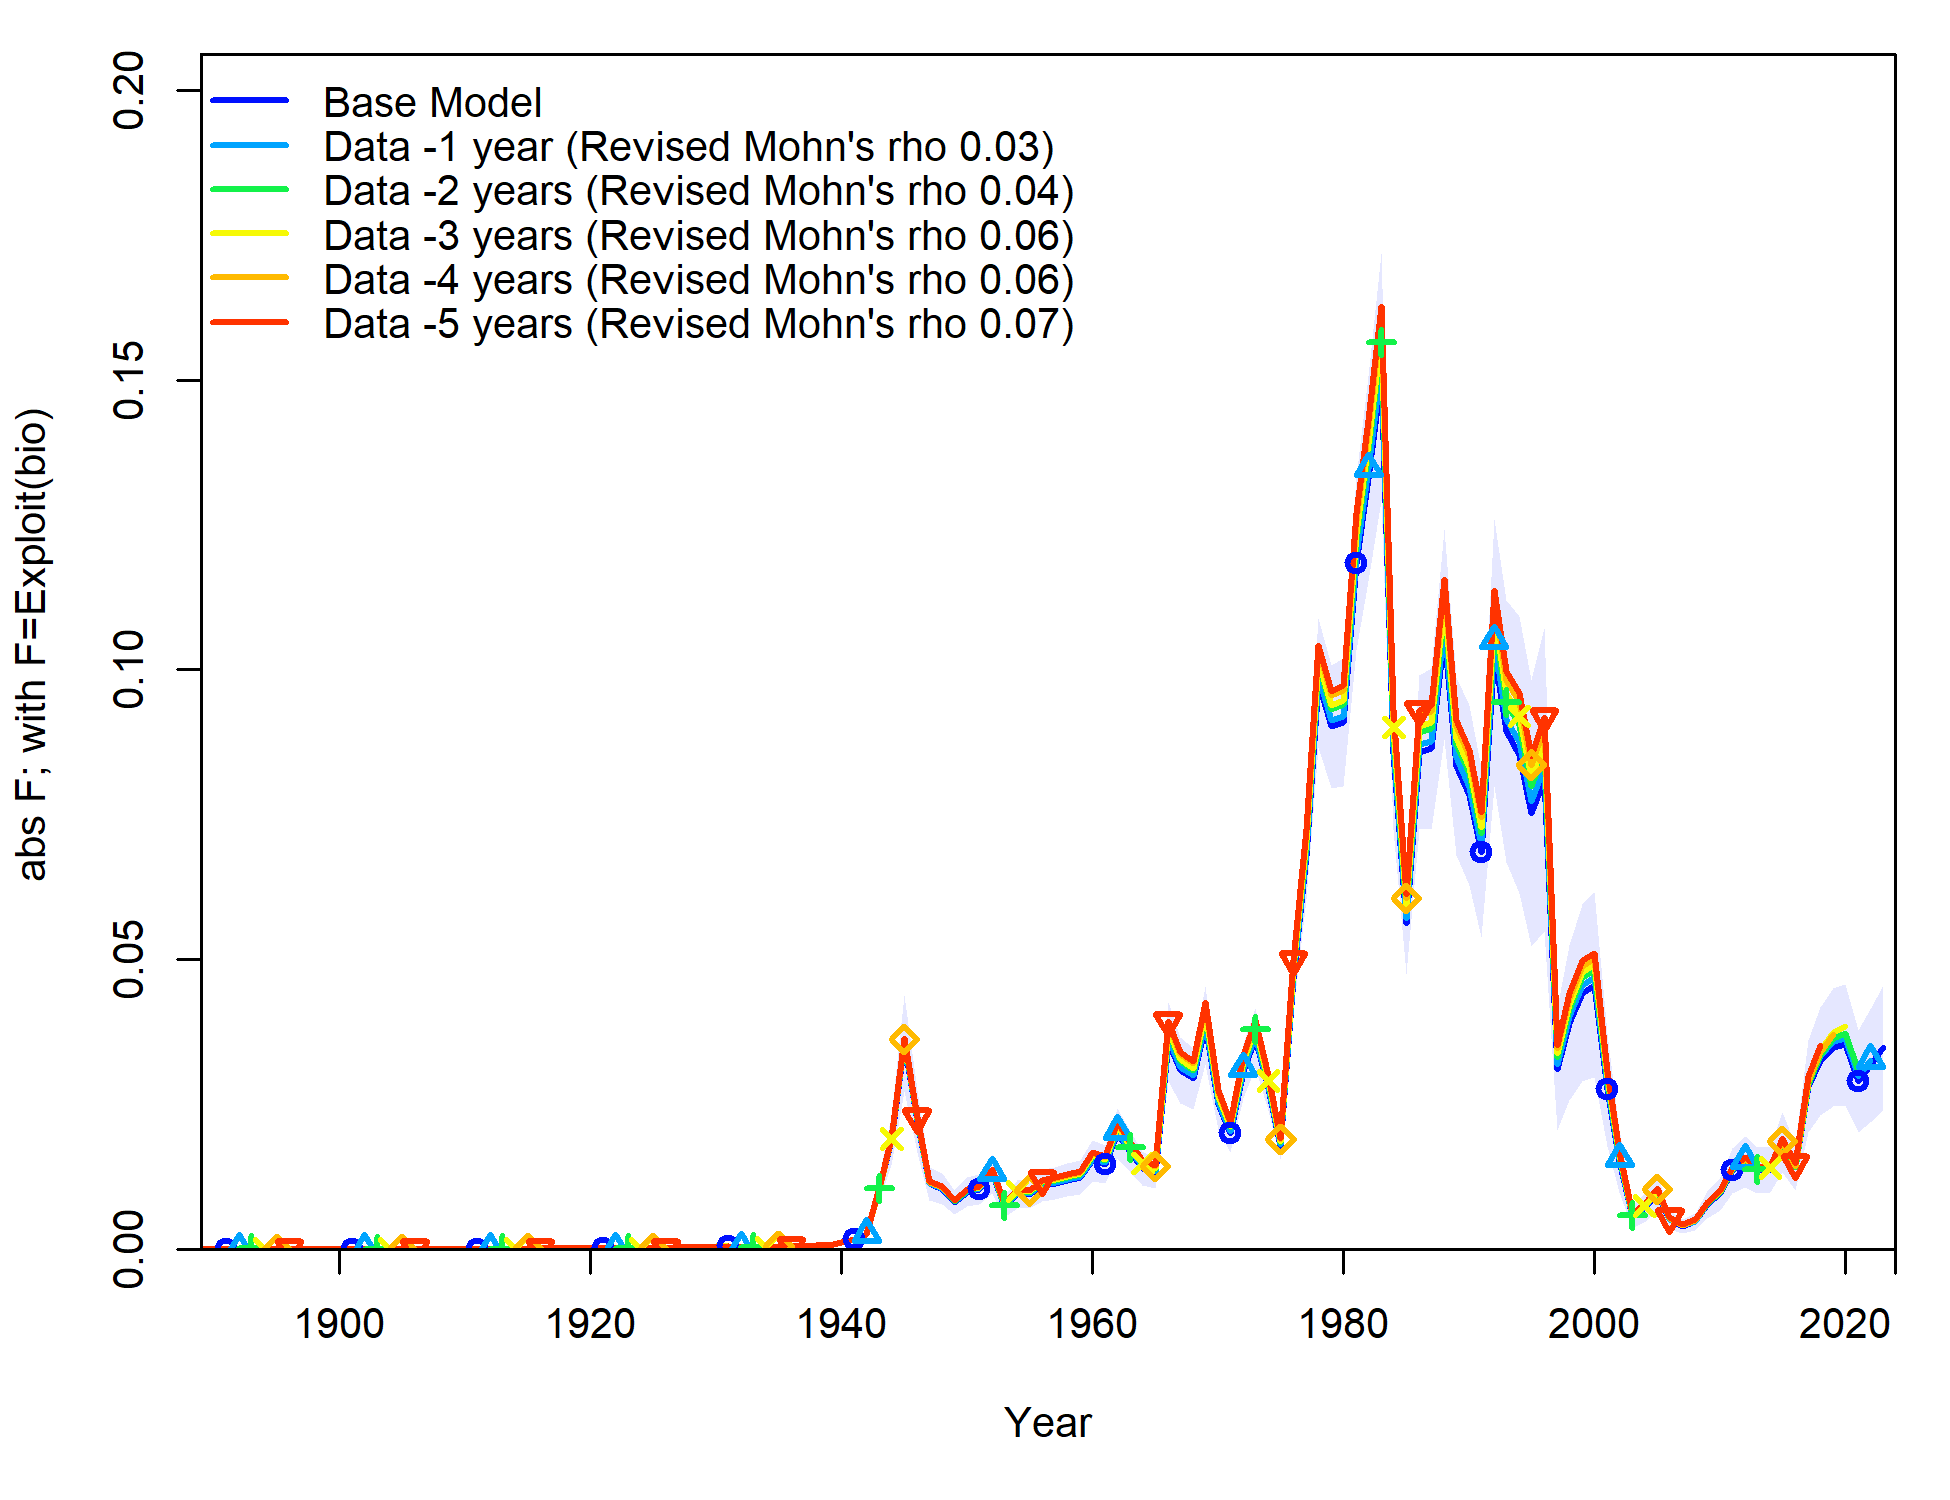 0.20
0.15
0.10
0.05
0.00
abs F; with F=Exploit(bio)
Base Model
Data -1 year (Revised Mohn's rho 0.03)
Data -2 years (Revised Mohn's rho 0.04)
Data -3 years (Revised Mohn's rho 0.06)
Data -4 years (Revised Mohn's rho 0.06)
Data -5 years (Revised Mohn's rho 0.07)
1900 1920 1940 1960 1980 2000 2020
Year